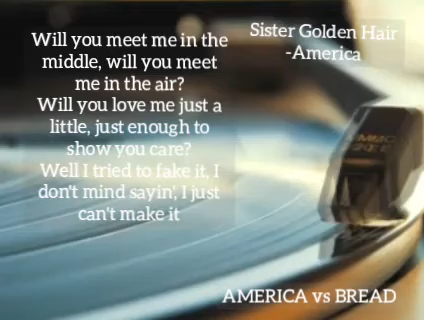 Will you meet me in the
middle, will you meet
me in the air?
Will you love me just a
little, just enough to
show you care?
Well I tried to fake it, I
don't mind sayin', I just
can't make it
Sister Golden Hair
-America
AMERICA vs BREAD